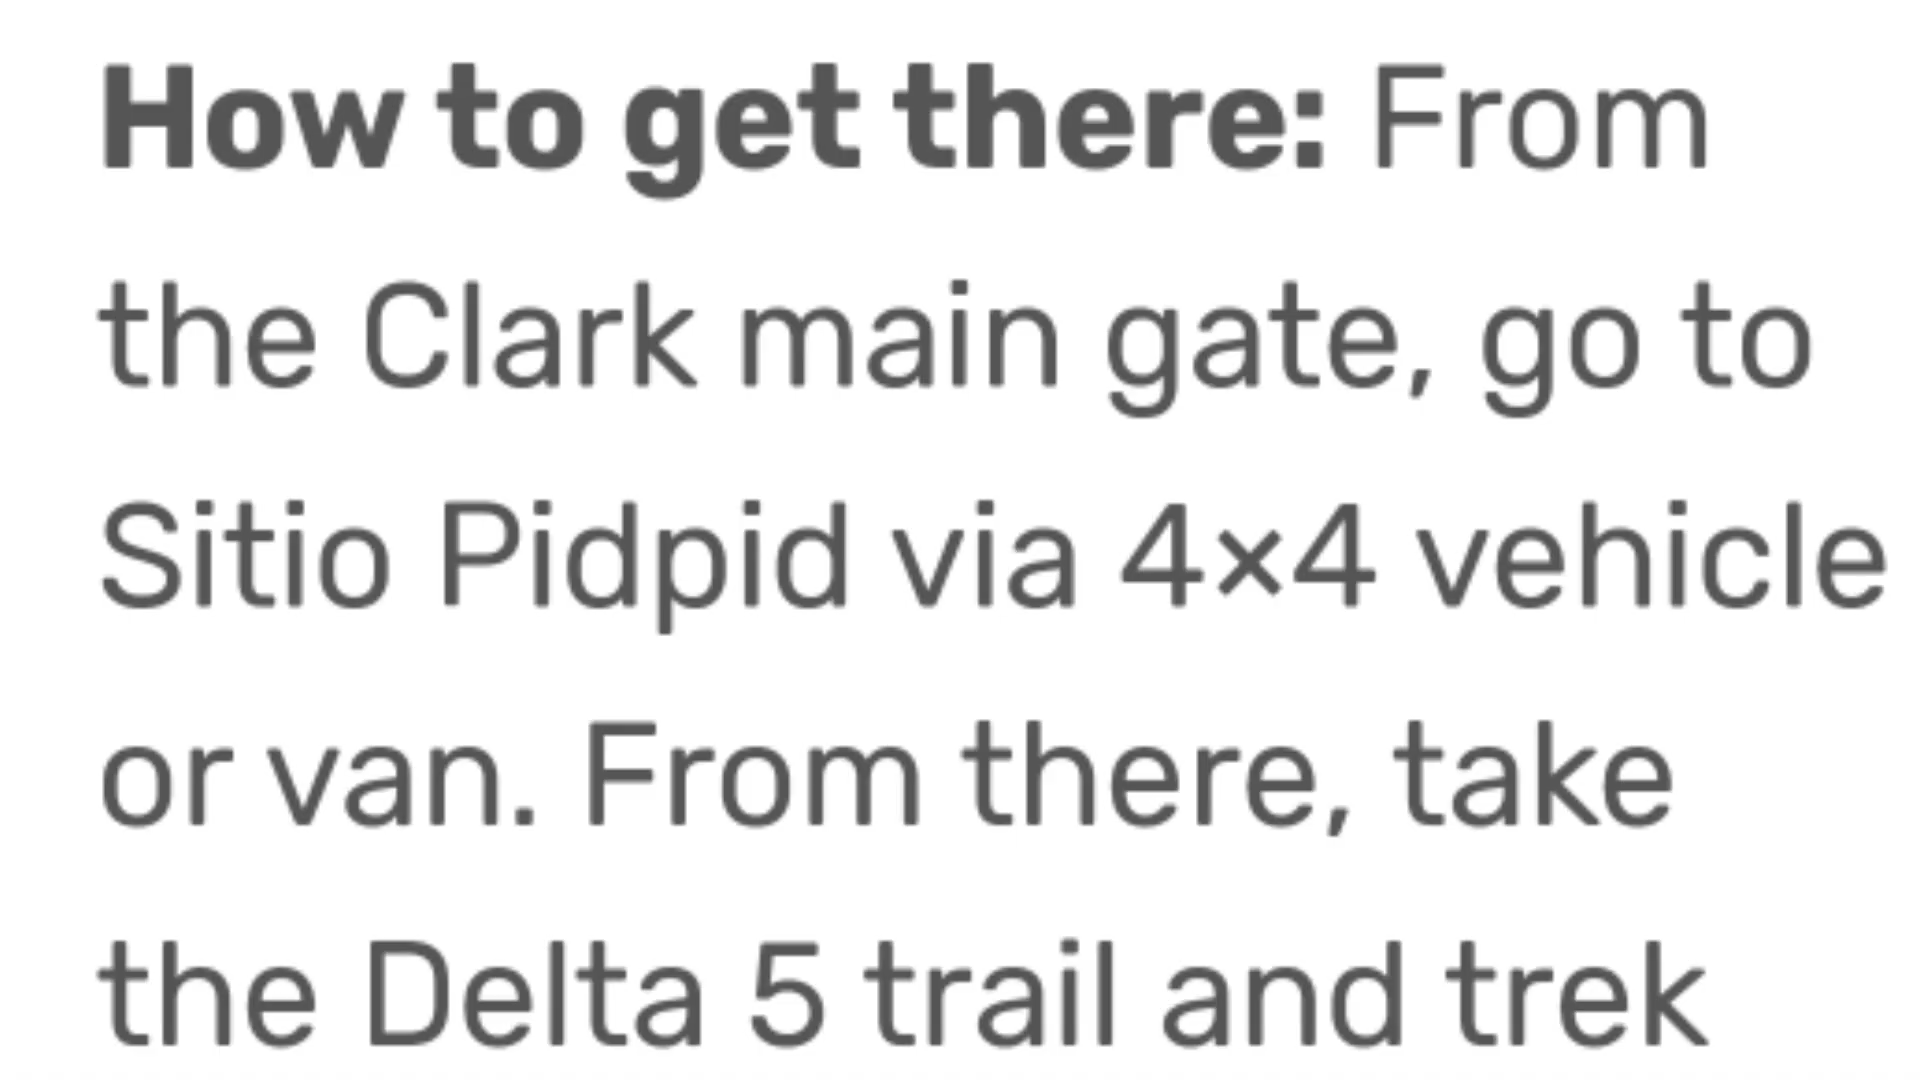 How to get there: From
the Clark main gate, go to
Sitio Pidpid via 4×4 vehicle
or van. From there, take
the Delta 5 trail and trek